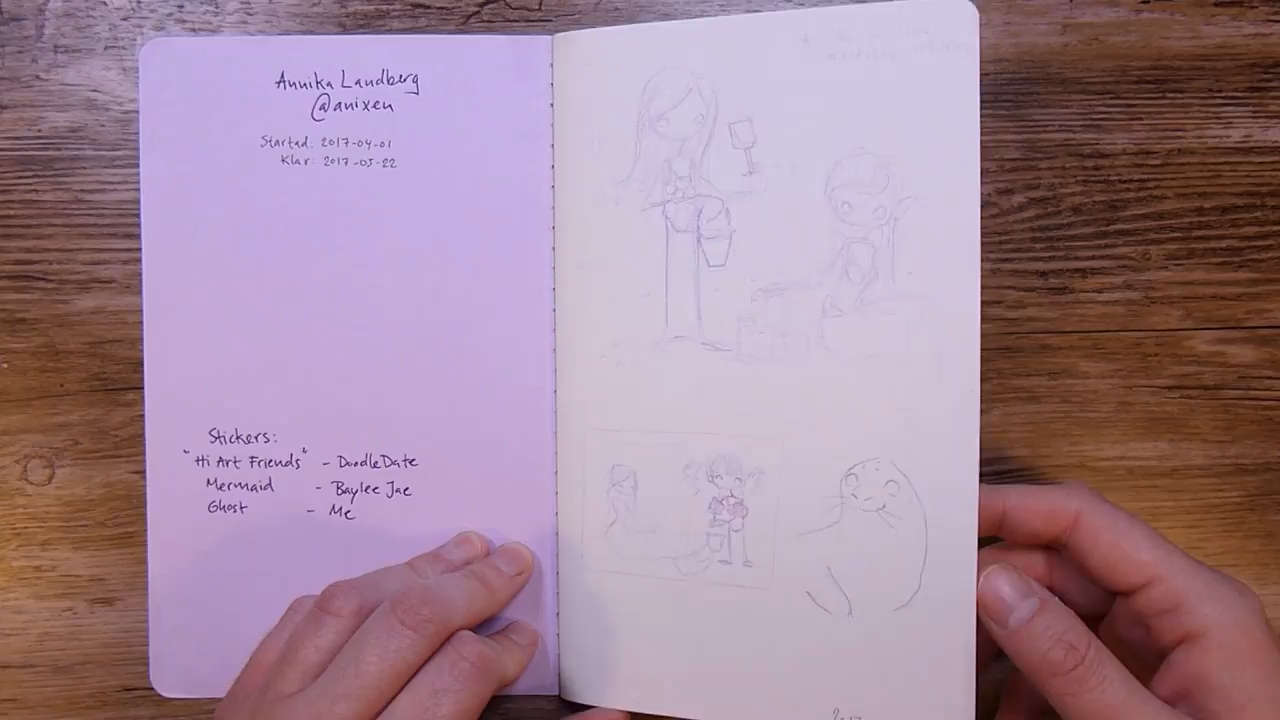 Annika Landberg
@anixen
Startad: 2017-04-01
Klar: 2017-05-22
Stickers:
"Hi Art Friends" - DoodleDate
Mermaid - Baylee Jae
Ghost - Me